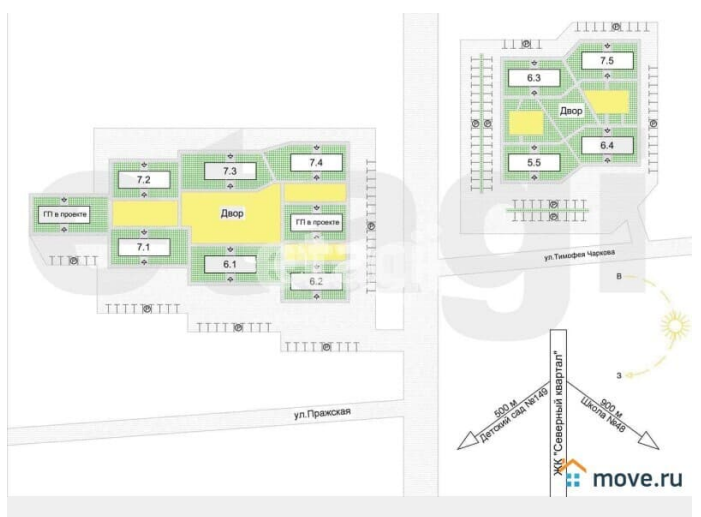 7.5
6.3
Двор
6.4
5.5
7.4
7.3
7.2
ГП в проекте
Двор
ГП в проекте
7.1
6.1
6.2
etagi
etagi
ул.Тимофея Чаркова
В
З
ул.Пражская
500 м
Детский сад №149
ЖК "Северный квартал"
900 м
Школа №48
move.ru